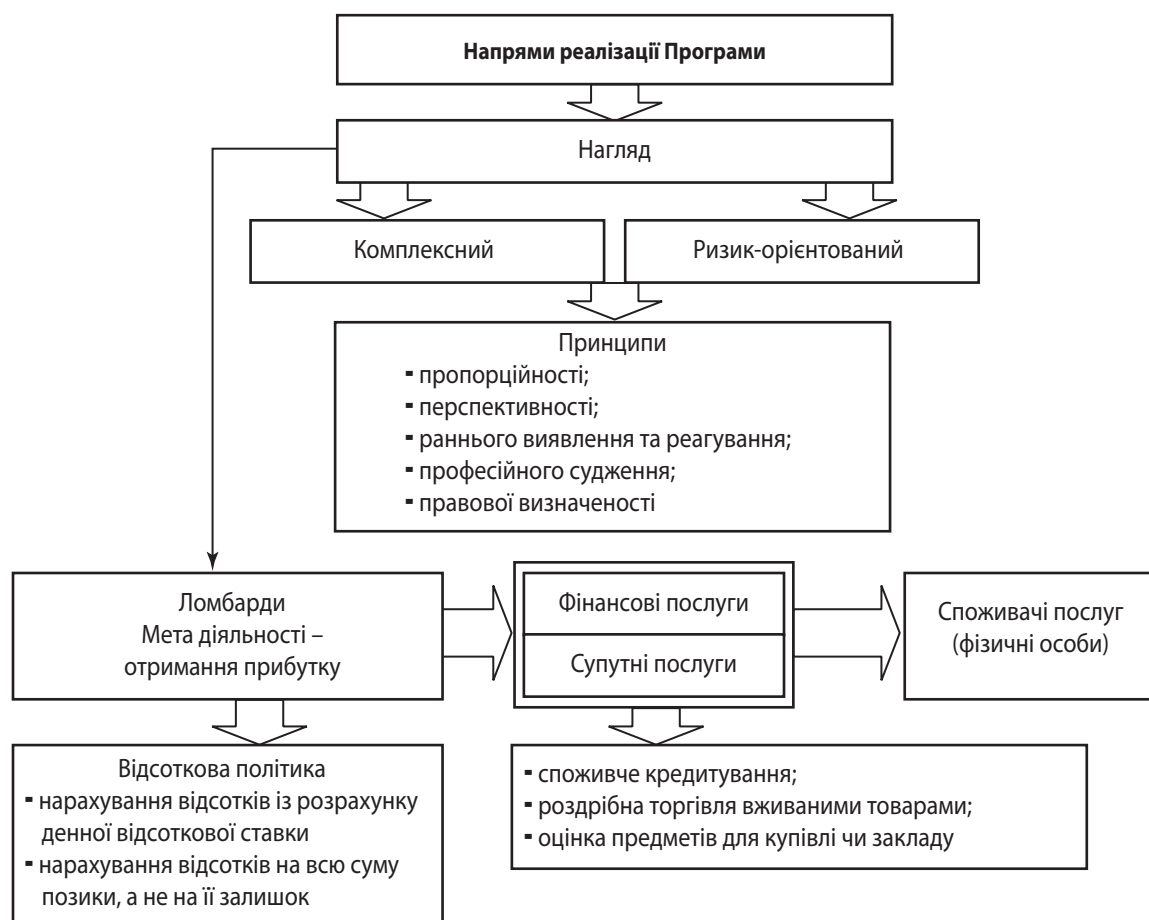 Напрями реалізації Програми
Нагляд
Комплексний
Ризик-орієнтований
Принципи
▪ пропорційності;
▪ перспективності;
▪ раннього виявлення та реагування;
▪ професійного судження;
▪ правової визначеності
Ломбарди
Мета діяльності –
отримання прибутку
Фінансові послуги
Супутні послуги
Споживачі послуг
(фізичні особи)
Відсоткова політика
▪ нарахування відсотків із розрахунку
денної відсоткової ставки
▪ нарахування відсотків на всю суму
позики, а не на її залишок
▪ споживче кредитування;
▪ роздрібна торгівля вживаними товарами;
▪ оцінка предметів для купівлі чи закладу